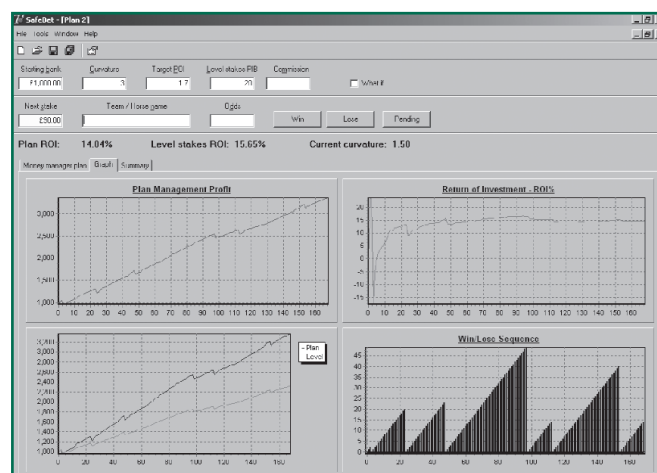 SafeBet - [Plan 2]
File Tools Window Help
Starting bank Curvature Target ROI Level stakes PIB Commission
£1,000.00 3 1.7 20 What if
Next stake Team / Horse name Odds
£90.00 Win Lose Pending
Plan ROI: 14.04% Level stakes ROI: 15.65% Current curvature: 1.50
Money manager plan Graph Summary
Plan Management Profit
3,000
2,500
2,000
1,500
1,000
0 10 20 30 40 50 60 70 80 90 100 110 120 130 140 150 160
Return of Investment - ROI%
20
15
10
5
0
-5
-10
-15
0 10 20 30 40 50 60 70 80 90 100 110 120 130 140 150 160
3,200
3,000
2,800
2,600
2,400
2,200
2,000
1,800
1,600
1,400
1,200
1,000
0 20 40 60 80 100 120 140 160
- Plan
Level
Win/Lose Sequence
45
40
35
30
25
20
15
10
5
0
0 20 40 60 80 100 120 140 160